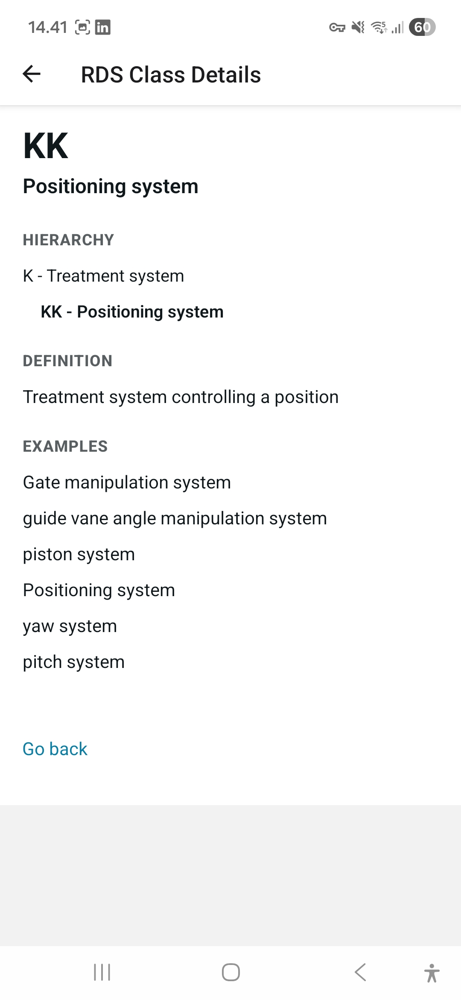 14.41
in
5
60
RDS Class Details
KK
Positioning system
HIERARCHY
K - Treatment system
KK - Positioning system
DEFINITION
Treatment system controlling a position
EXAMPLES
Gate manipulation system
guide vane angle manipulation system
piston system
Positioning system
yaw system
pitch system
Go back